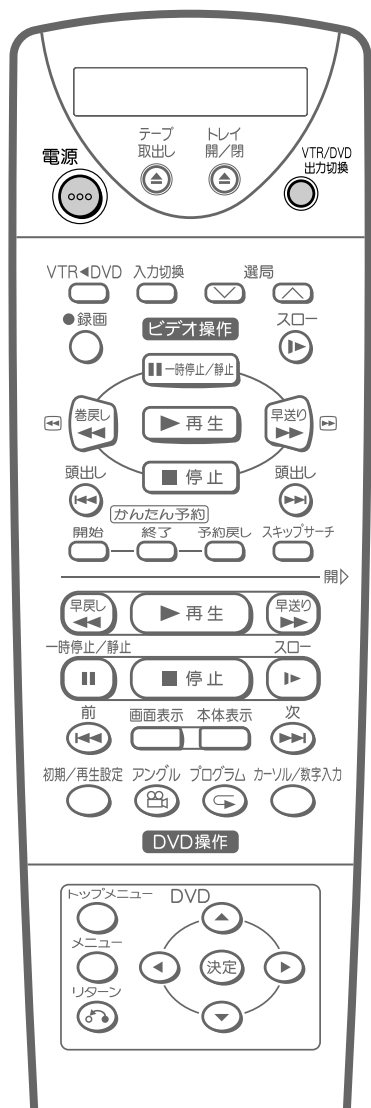 電源
テープ
取出し
トレイ
開／閉
VTR/DVD
出力切換
VTR◀DVD 入力切換 選局
●録画 ビデオ操作 スロー
一時停止／静止
巻戻し 再生 早送り
停止
頭出し 頭出し
かんたん予約
開始 終了 予約戻し スキップサーチ
開▷
早戻し 再生 早送り
一時停止／静止 スロー
停止
前 画面表示 本体表示 次
初期／再生設定 アングル プログラム カーソル／数字入力
DVD操作
トップメニュー DVD
メニュー
決定
リターン